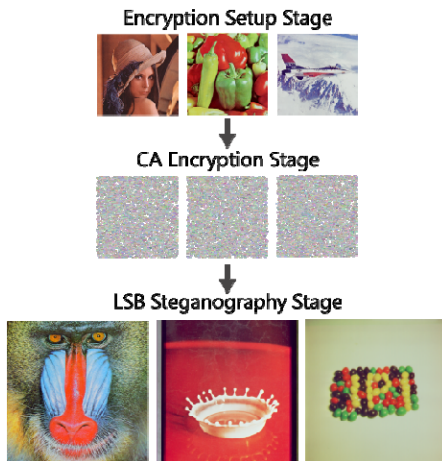 Encryption Setup Stage
CA Encryption Stage
LSB Steganography Stage